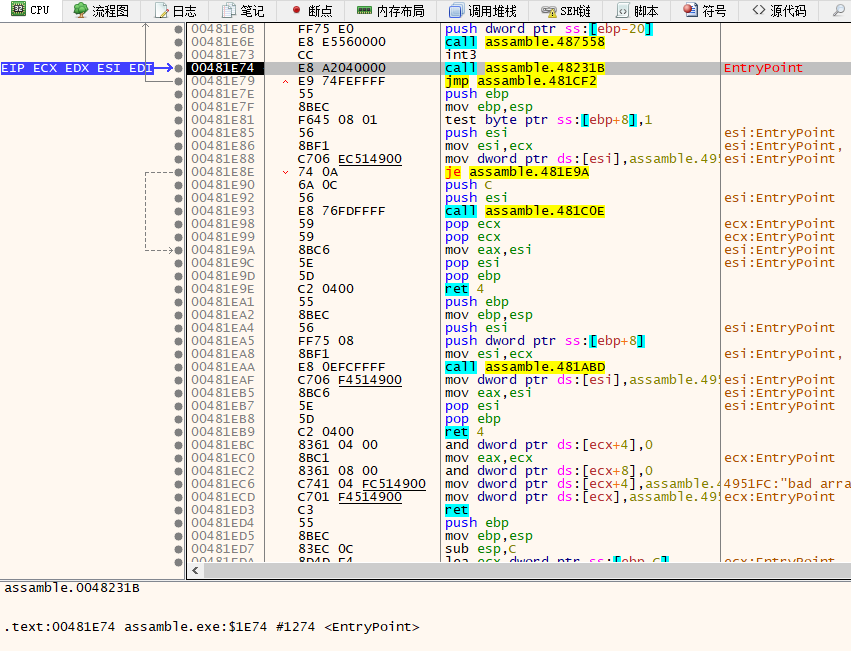 CPU 流程图 日志 笔记 断点 内存布局 调用堆栈 SEH链 脚本 符号 源代码
00481E6B FF75 E0 push dword ptr ss:[ebp-20]
00481E6E E8 E5560000 call assamble.487558
00481E73 CC int3
EIP ECX EDX ESI EDI 00481E74 E8 A2040000 call assamble.48231B EntryPoint
00481E79 E9 74FEFFFF jmp assamble.481CF2
00481E7E 55 push ebp
00481E7F 8BEC mov ebp,esp
00481E81 F645 08 01 test byte ptr ss:[ebp+8],1
00481E85 56 push esi esi:EntryPoint
00481E86 8BF1 mov esi,ecx esi:EntryPoint,
00481E88 C706 EC514900 mov dword ptr ds:[esi],assamble.495 esi:EntryPoint
00481E8E 74 0A je assamble.481E9A
00481E90 6A 0C push C
00481E92 56 push esi esi:EntryPoint
00481E93 E8 76FDFFFF call assamble.481C0E
00481E98 59 pop ecx ecx:EntryPoint
00481E99 59 pop ecx ecx:EntryPoint
00481E9A 8BC6 mov eax,esi esi:EntryPoint
00481E9C 5E pop esi esi:EntryPoint
00481E9D 5D pop ebp
00481E9E C2 0400 ret 4
00481EA1 55 push ebp
00481EA2 8BEC mov ebp,esp
00481EA4 56 push esi esi:EntryPoint
00481EA5 FF75 08 push dword ptr ss:[ebp+8]
00481EA8 8BF1 mov esi,ecx esi:EntryPoint,
00481EAA E8 0EFCFFFF call assamble.481ABD
00481EAF C706 F4514900 mov dword ptr ds:[esi],assamble.495 esi:EntryPoint
00481EB5 8BC6 mov eax,esi esi:EntryPoint
00481EB7 5E pop esi esi:EntryPoint
00481EB8 5D pop ebp
00481EB9 C2 0400 ret 4
00481EBC 8361 04 00 and dword ptr ds:[ecx+4],0
00481EC0 8BC1 mov eax,ecx ecx:EntryPoint
00481EC2 8361 08 00 and dword ptr ds:[ecx+8],0
00481EC6 C741 04 FC514900 mov dword ptr ds:[ecx+4],assamble.4 4951FC:"bad arra
00481ECD C701 F4514900 mov dword ptr ds:[ecx],assamble.495 ecx:EntryPoint
00481ED3 C3 ret
00481ED4 55 push ebp
00481ED5 8BEC mov ebp,esp
00481ED7 83EC 0C sub esp,C
00481EDA 8D4D F4 lea ecx,dword ptr ss:[ebp-C] ecx:EntryPoint
assamble.0048231B
.text:00481E74 assamble.exe:$1E74 #1274 <EntryPoint>